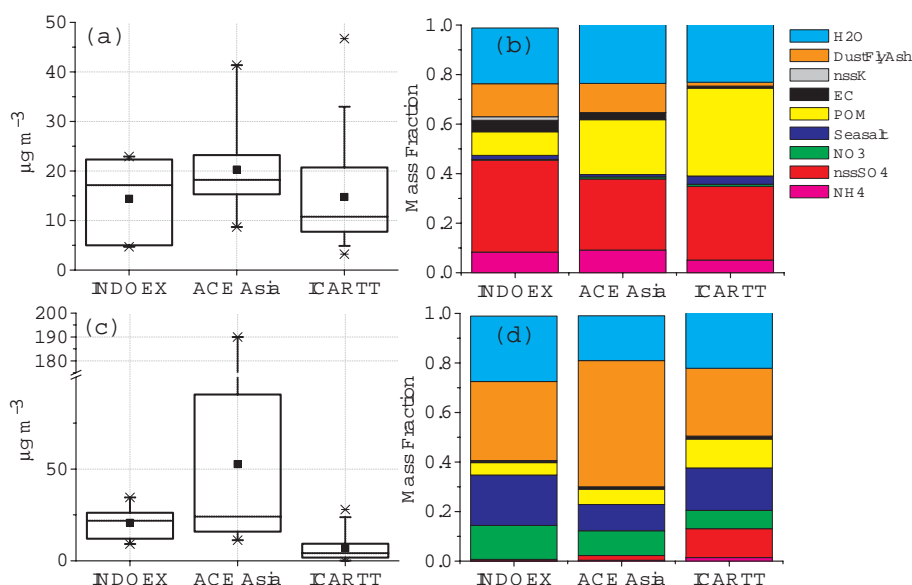 (a)
50
40
30
20
10
0
µg m-3
INDOEX ACE Asia ICARTT
(b)
1.0
0.8
0.6
0.4
0.2
0.0
Mass Fraction
INDOEX ACE Asia ICARTT
H2O
DustFlyAsh
nssK
EC
POM
Seasalt
NO3
nssSO4
NH4
(c)
200
190
180
50
0
µg m-3
INDOEX ACE Asia ICARTT
(d)
1.0
0.8
0.6
0.4
0.2
0.0
Mass Fraction
INDOEX ACE Asia ICARTT